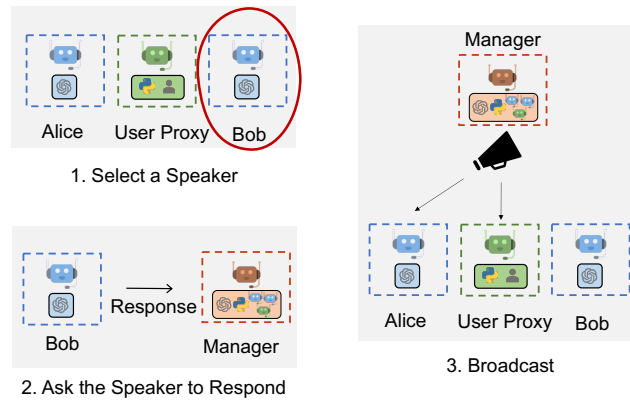 Alice
User Proxy
Bob
1. Select a Speaker
Bob
Response
Manager
2. Ask the Speaker to Respond
Manager
Alice
User Proxy
Bob
3. Broadcast